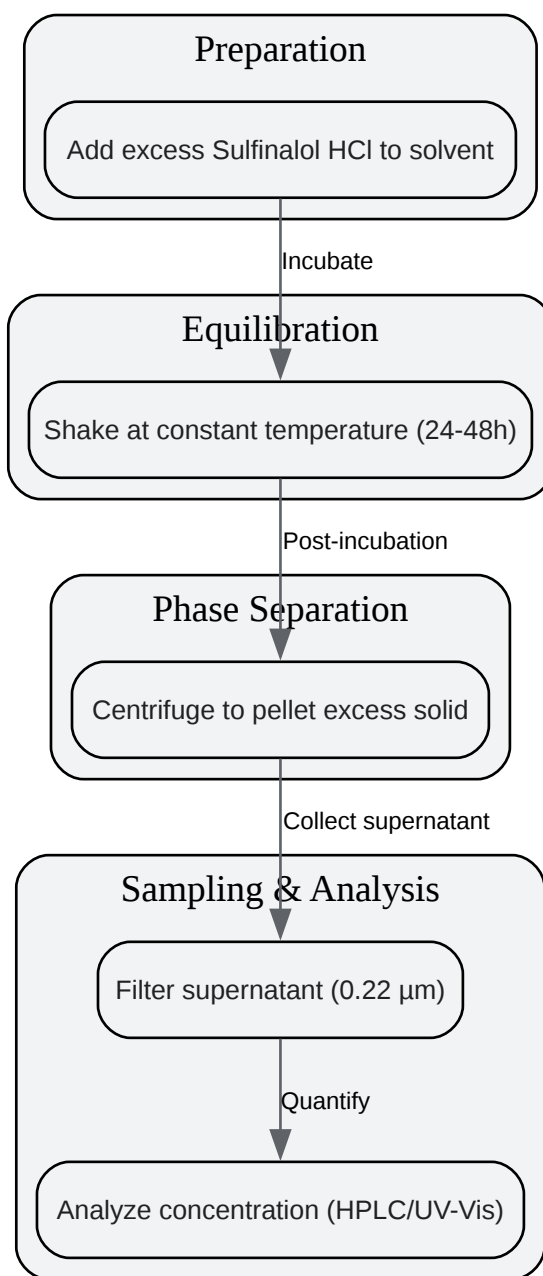 Preparation
Add excess Sulfinalol HCl to solvent
Incubate
Equilibration
Shake at constant temperature (24-48h)
Post-incubation
Phase Separation
Centrifuge to pellet excess solid
Collect supernatant
Sampling & Analysis
Filter supernatant (0.22 µm)
Quantify
Analyze concentration (HPLC/UV-Vis)